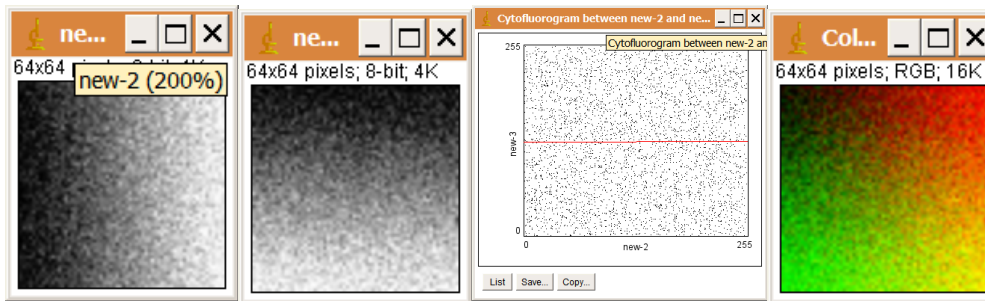 ne...
64x64
new-2 (200%)
ne...
64x64 pixels; 8-bit; 4K
Cytofluorogram between new-2 and ne...
Cytofluorogram between new-2 an
255
new-3
0
0
new-2
255
List
Save...
Copy...
Col...
64x64 pixels; RGB; 16K